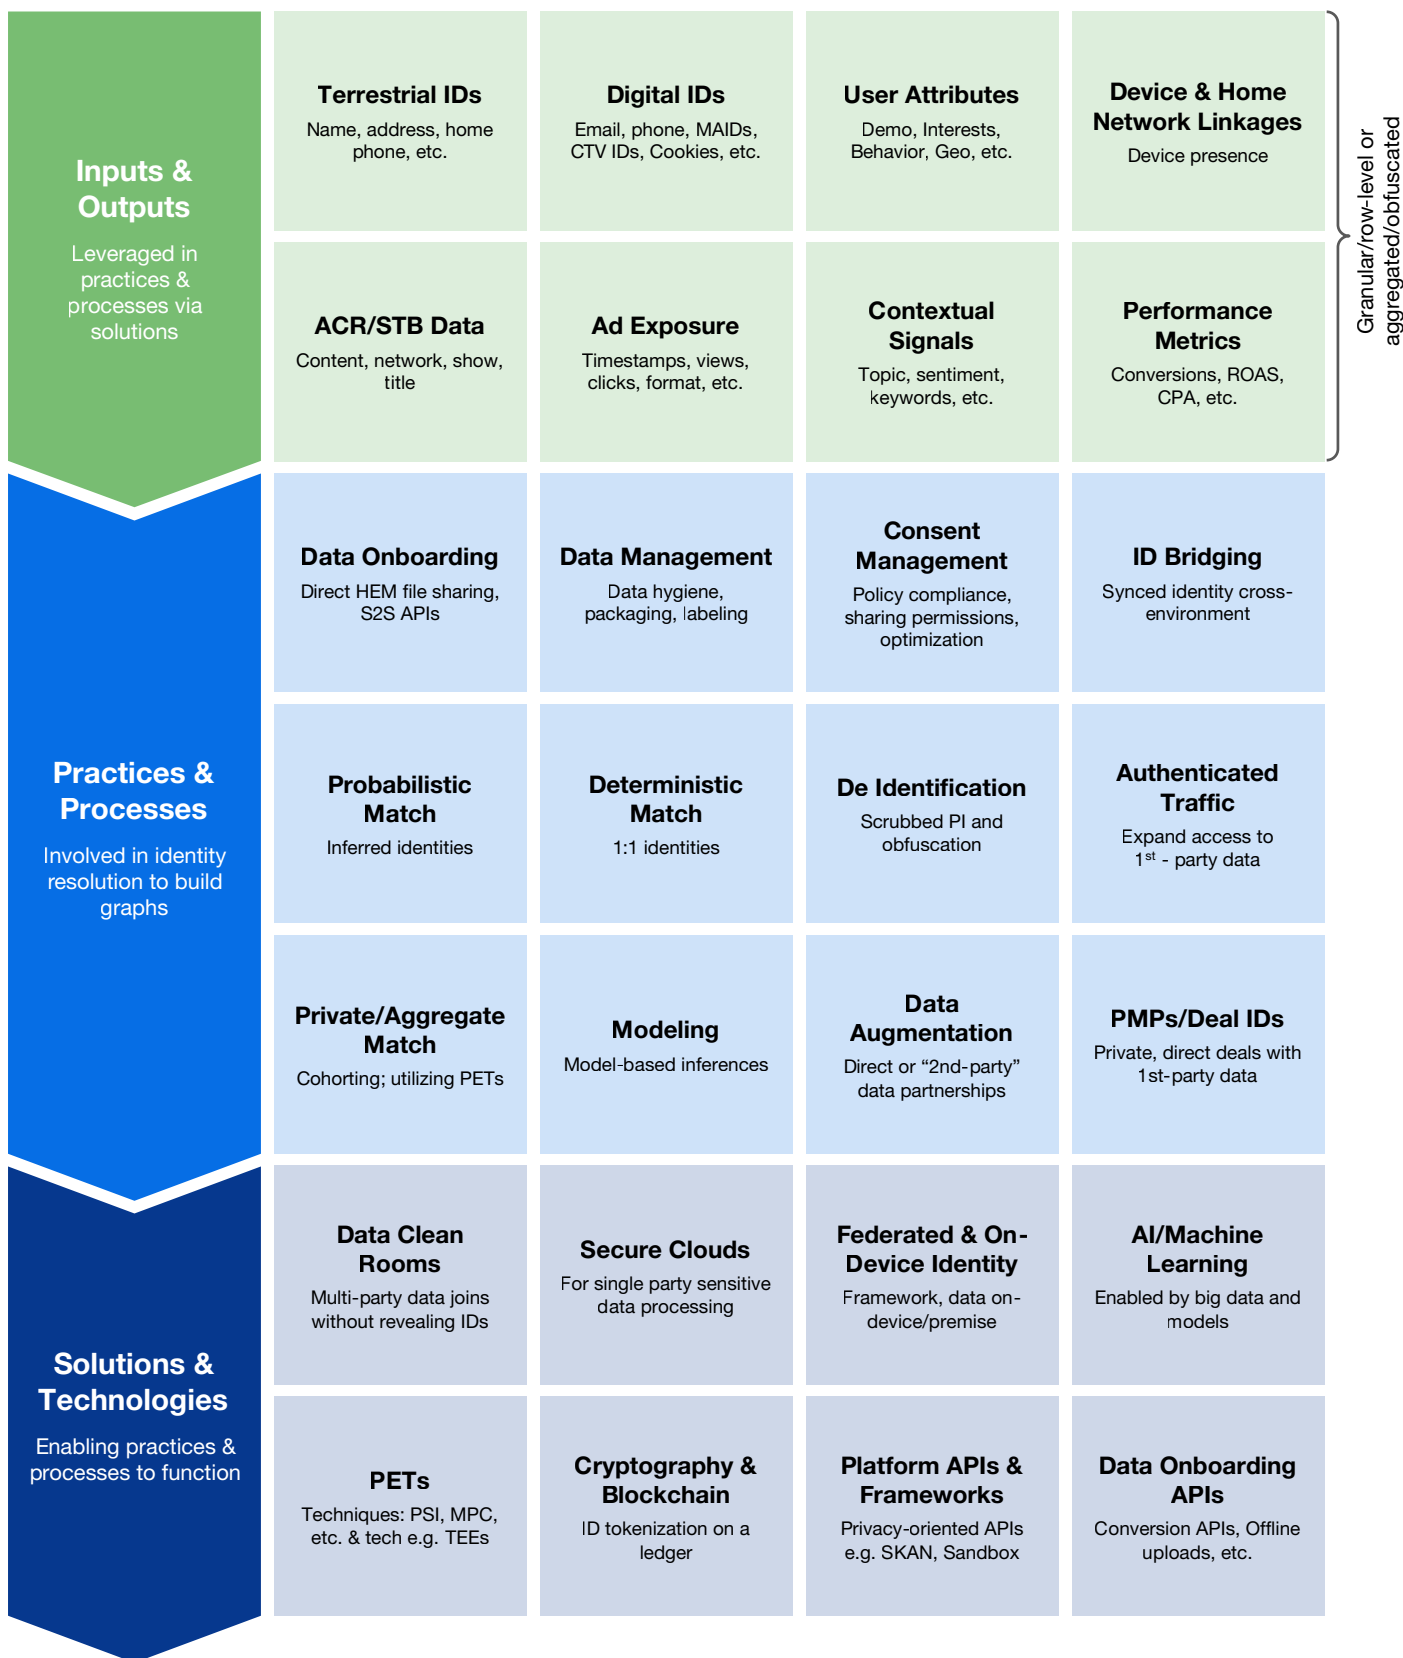 Inputs &
Outputs
Leveraged in
practices &
processes via
solutions
Terrestrial IDs
Name, address, home
phone, etc.
Digital IDs
Email, phone, MAIDs,
CTV IDs, Cookies, etc.
User Attributes
Demo, Interests,
Behavior, Geo, etc.
Device & Home
Network Linkages
Device presence
ACR/STB Data
Content, network, show,
title
Ad Exposure
Timestamps, views,
clicks, format, etc.
Contextual
Signals
Topic, sentiment,
keywords, etc.
Performance
Metrics
Conversions, ROAS,
CPA, etc.
Granular/row-level or
aggregated/obfuscated
Practices &
Processes
Involved in identity
resolution to build
graphs
Data Onboarding
Direct HEM file sharing,
S2S APIs
Data Management
Data hygiene,
packaging, labeling
Consent
Management
Policy compliance,
sharing permissions,
optimization
ID Bridging
Synced identity cross-
environment
Probabilistic
Match
Inferred identities
Deterministic
Match
1:1 identities
De Identification
Scrubbed PI and
obfuscation
Authenticated
Traffic
Expand access to
1st - party data
Private/Aggregate
Match
Cohorting; utilizing PETs
Modeling
Model-based inferences
Data
Augmentation
Direct or “2nd-party”
data partnerships
PMPs/Deal IDs
Private, direct deals with
1st-party data
Solutions &
Technologies
Enabling practices &
processes to function
Data Clean
Rooms
Multi-party data joins
without revealing IDs
Secure Clouds
For single party sensitive
data processing
Federated & On-
Device Identity
Framework, data on-
device/premise
AI/Machine
Learning
Enabled by big data and
models
PETs
Techniques: PSI, MPC,
etc. & tech e.g. TEEs
Cryptography &
Blockchain
ID tokenization on a
ledger
Platform APIs &
Frameworks
Privacy-oriented APIs
e.g. SKAN, Sandbox
Data Onboarding
APIs
Conversion APIs, Offline
uploads, etc.